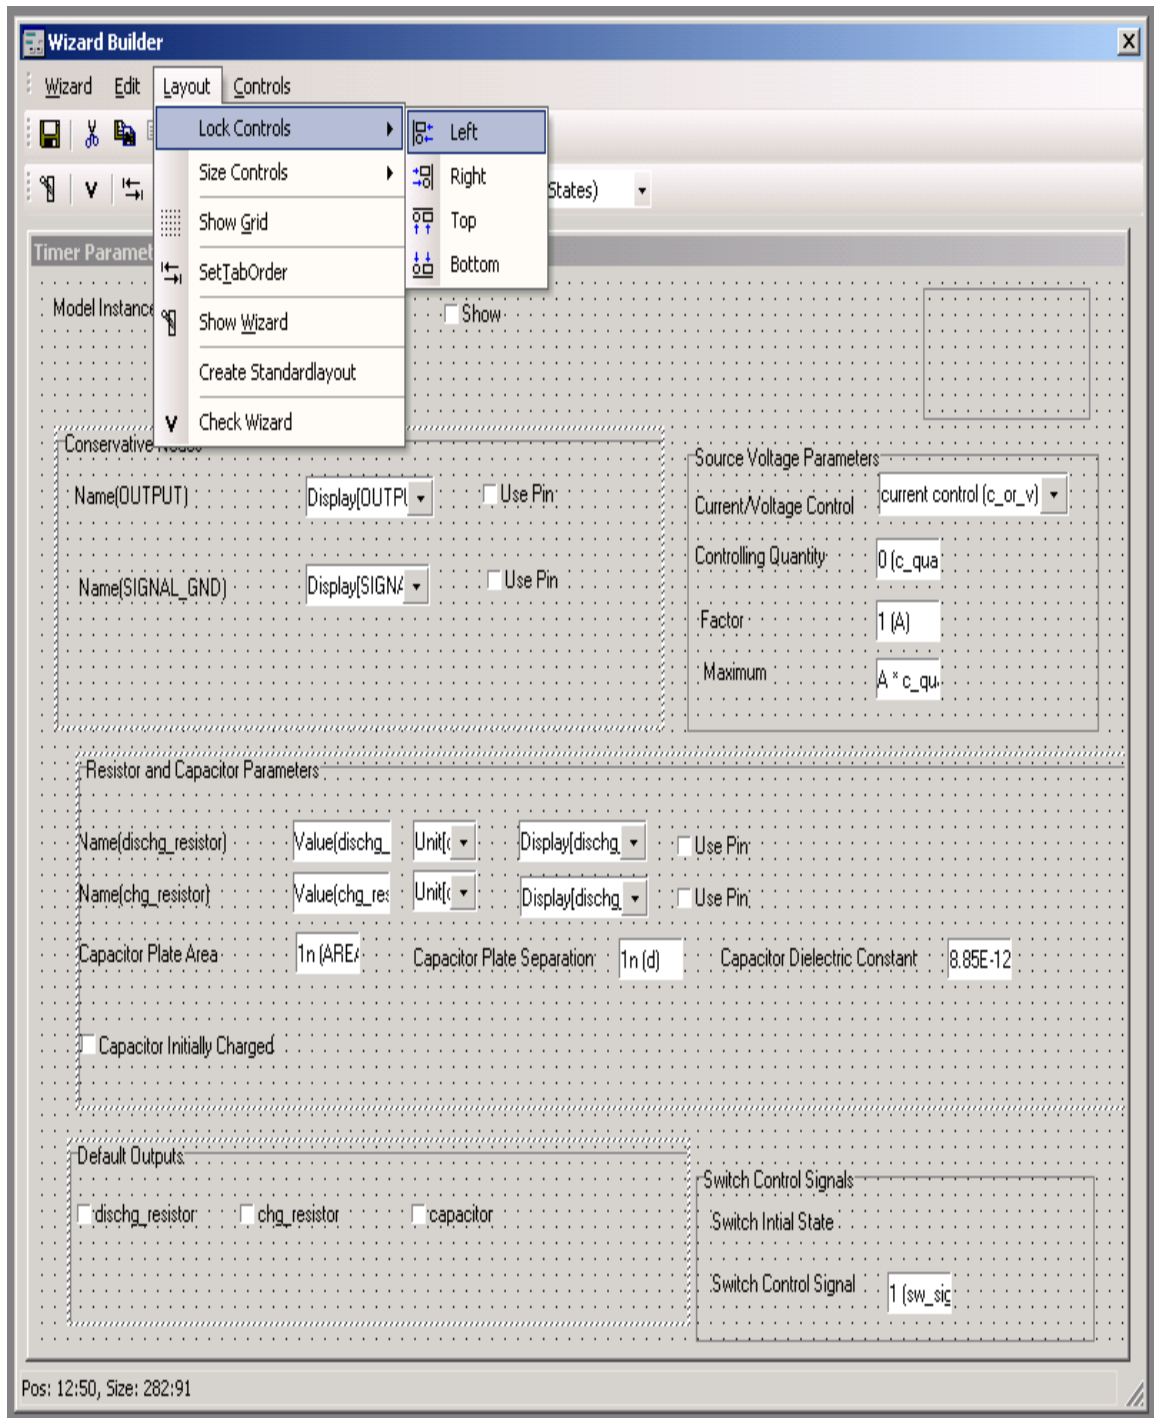 Wizard Builder
Wizard Edit Layout Controls
Lock Controls
Size Controls
Show Grid
SetTabOrder
Show Wizard
Create Standardlayout
Check Wizard
Left
Right
Top
Bottom
States)
Timer Paramet
Model Instance
Show
Conservative
Name(OUTPUT) Display[OUTPU Use Pin
Name(SIGNAL_GND) Display[SIGNA Use Pin
Source Voltage Parameters
Current/Voltage Control current control (c_or_v)
Controlling Quantity 0 (c_qua
Factor 1 (A)
Maximum A * c_qu
Resistor and Capacitor Parameters
Name(dischg_resistor) Value(dischg_ Unit[ Display[dischg_ Use Pin
Name(chg_resistor) Value(chg_res Unit[ Display[dischg_ Use Pin
Capacitor Plate Area 1n (AREA Capacitor Plate Separation 1n (d) Capacitor Dielectric Constant 8.85E-12
Capacitor Initially Charged
Default Outputs
dischg_resistor chg_resistor capacitor
Switch Control Signals
Switch Intial State
Switch Control Signal 1 (sw_sig
Pos: 12:50, Size: 282:91